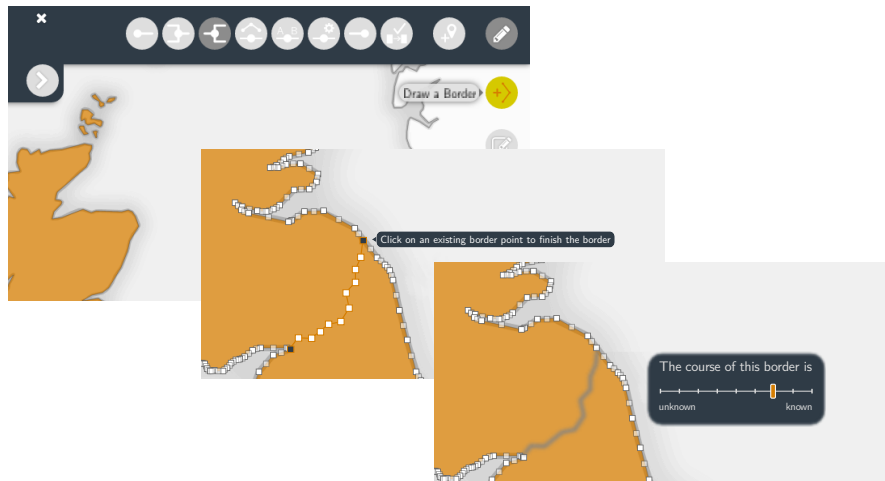 A B
Draw a Border
Click on an existing border point to finish the border
The course of this border is
unknown known